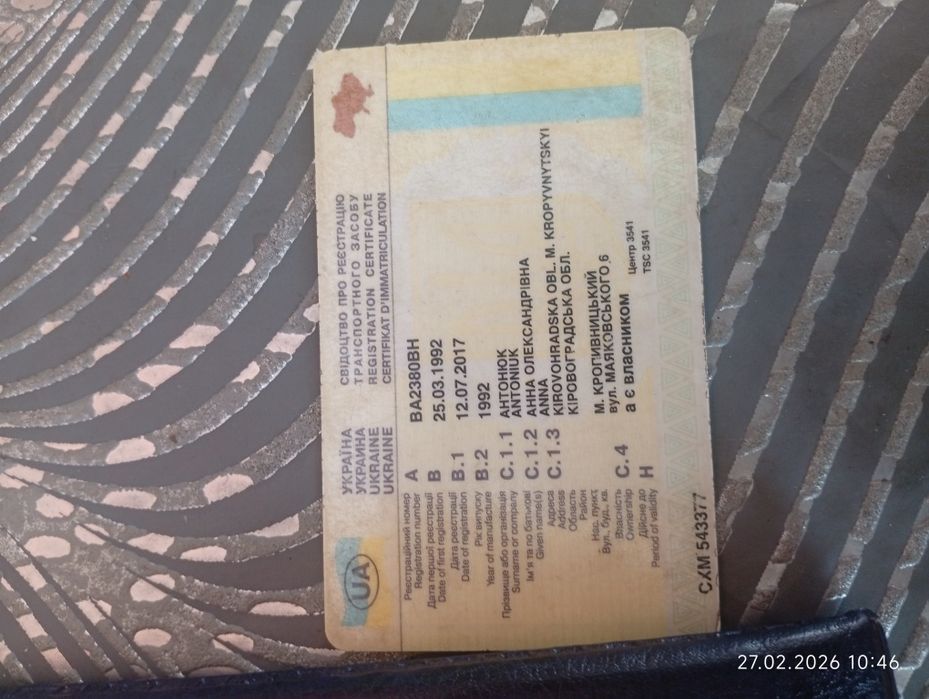 УКРАЇНА
УКРАИНА
UKRAINE
UKRAINE
СВІДОЦТВО ПРО РЕЄСТРАЦІЮ
ТРАНСПОРТНОГО ЗАСОБУ
REGISTRATION CERTIFICATE
CERTIFIKAT D'IMMATRICULATION
UA
Реєстраційний номер A BA2380BH
Registration number
Дата першої реєстрації B 25.03.1992
Date of first registration
Дата реєстрації B.1 12.07.2017
Date of registration
Рік випуску B.2 1992
Year of manufacture
Прізвище або організація C.1.1 АНТОНЮК
Surname or company ANTONIUK
Ім'я та по батькові C.1.2 АННА ОЛЕКСАНДРІВНА
Given name(s) ANNA
Адреса C.1.3 KIROVOHRADSKA OBL. M. KROPYVNYTSKYI
Address
Область КІРОВОГРАДСЬКА ОБЛ.
Район
Нас. пункт М. КРОПИВНИЦЬКИЙ
Вул. буд., кв. вул. МАЯКОВСЬКОГО, 6
Власність C.4 а є власником
Ownership
Дійсне до H
Period of validity
Центр 3541
TSC 3541
СХМ 543377
27.02.2026 10:46